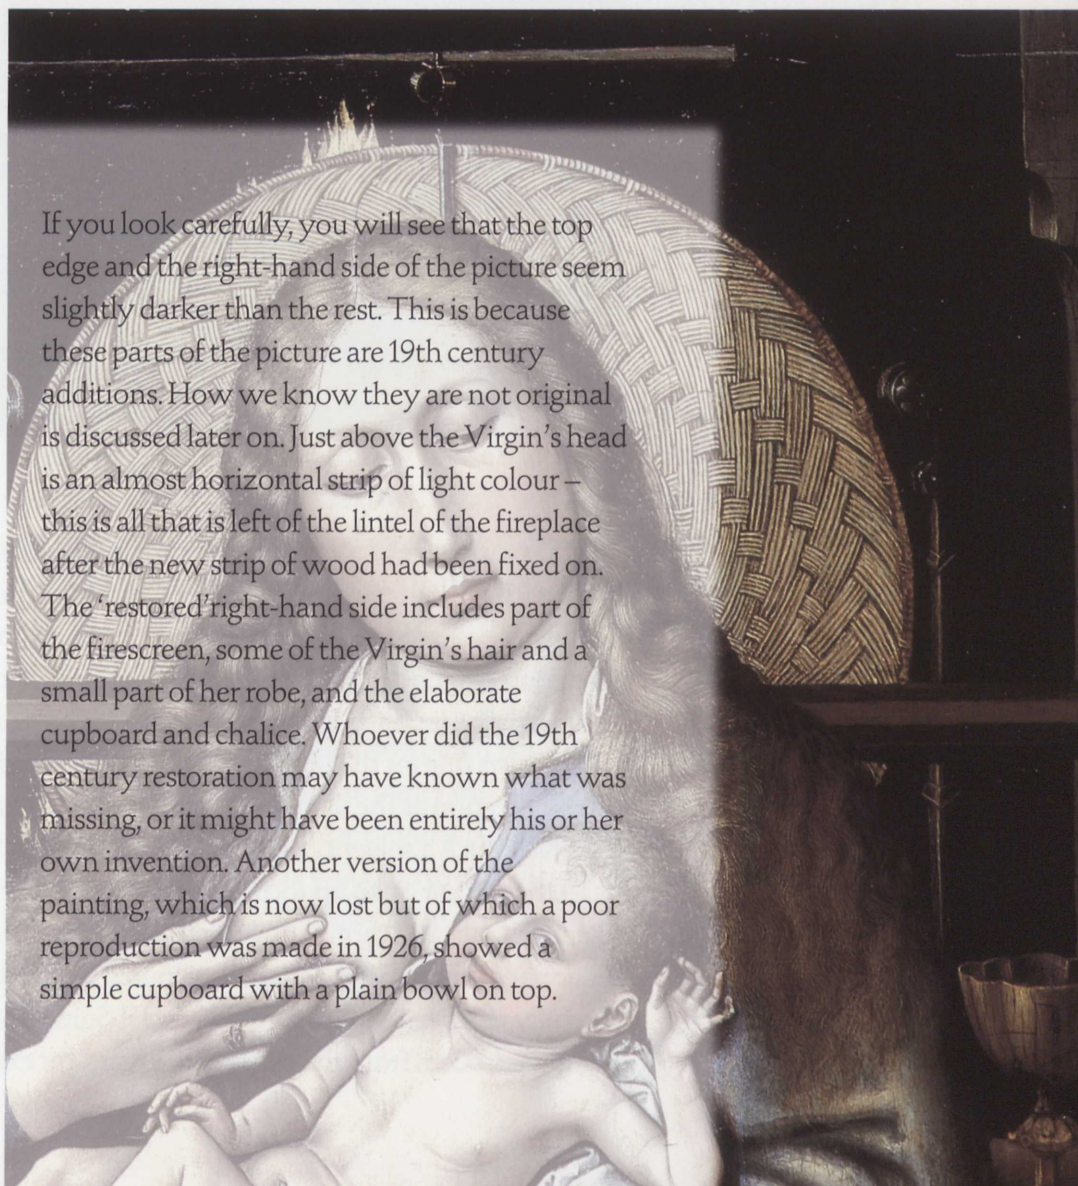 If you look carefully, you will see that the top
edge and the right-hand side of the picture seem
slightly darker than the rest. This is because
these parts of the picture are 19th century
additions. How we know they are not original
is discussed later on. Just above the Virgin's head
is an almost horizontal strip of light colour –
this is all that is left of the lintel of the fireplace
after the new strip of wood had been fixed on.
The 'restored'right-hand side includes part of
the firescreen, some of the Virgin's hair and a
small part of her robe, and the elaborate
cupboard and chalice. Whoever did the 19th
century restoration may have known what was
missing, or it might have been entirely his or her
own invention. Another version of the
painting, which is now lost but of which a poor
reproduction was made in 1926, showed a
simple cupboard with a plain bowl on top.